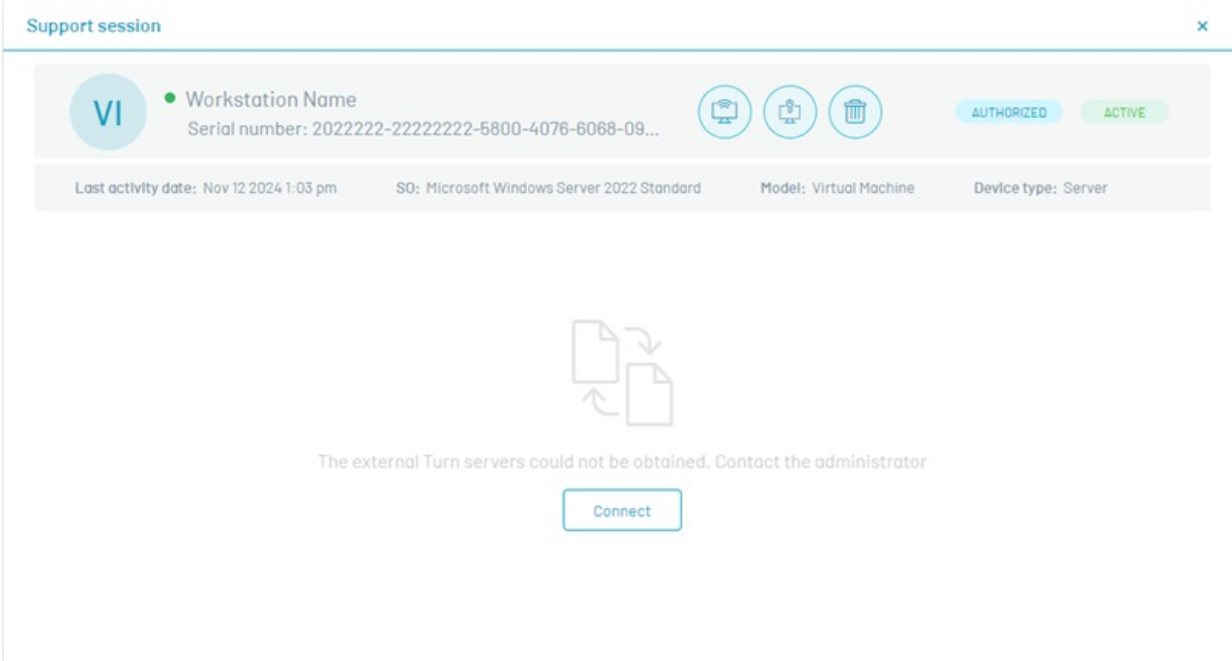 Support session ×
VI
Workstation Name
Serial number: 2022222-22222222-5800-4076-6068-09...
AUTHORIZED ACTIVE
Last activity date: Nov 12 2024 1:03 pm SO: Microsoft Windows Server 2022 Standard Model: Virtual Machine Device type: Server
The external Turn servers could not be obtained. Contact the administrator
Connect